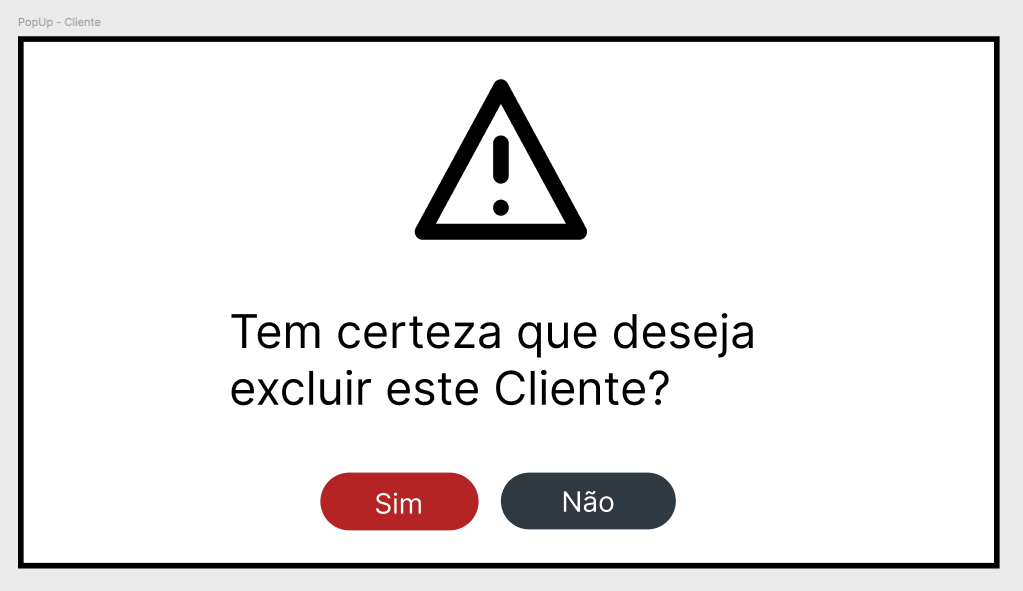 PopUp - Cliente
Tem certeza que deseja
excluir este Cliente?
Sim
Não